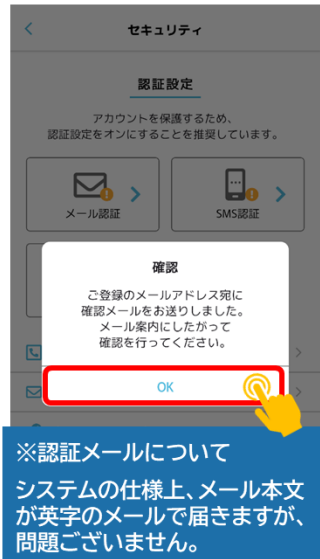 セキュリティ
認証設定
アカウントを保護するため、
認証設定をオンにすることを推奨しています。
メール認証
SMS認証
確認
ご登録のメールアドレス宛に
確認メールをお送りしました。
メール案内にしたがって
確認を行ってください。
OK
※認証メールについて
システムの仕様上、メール本文
が英字のメールで届きますが、
問題ございません。